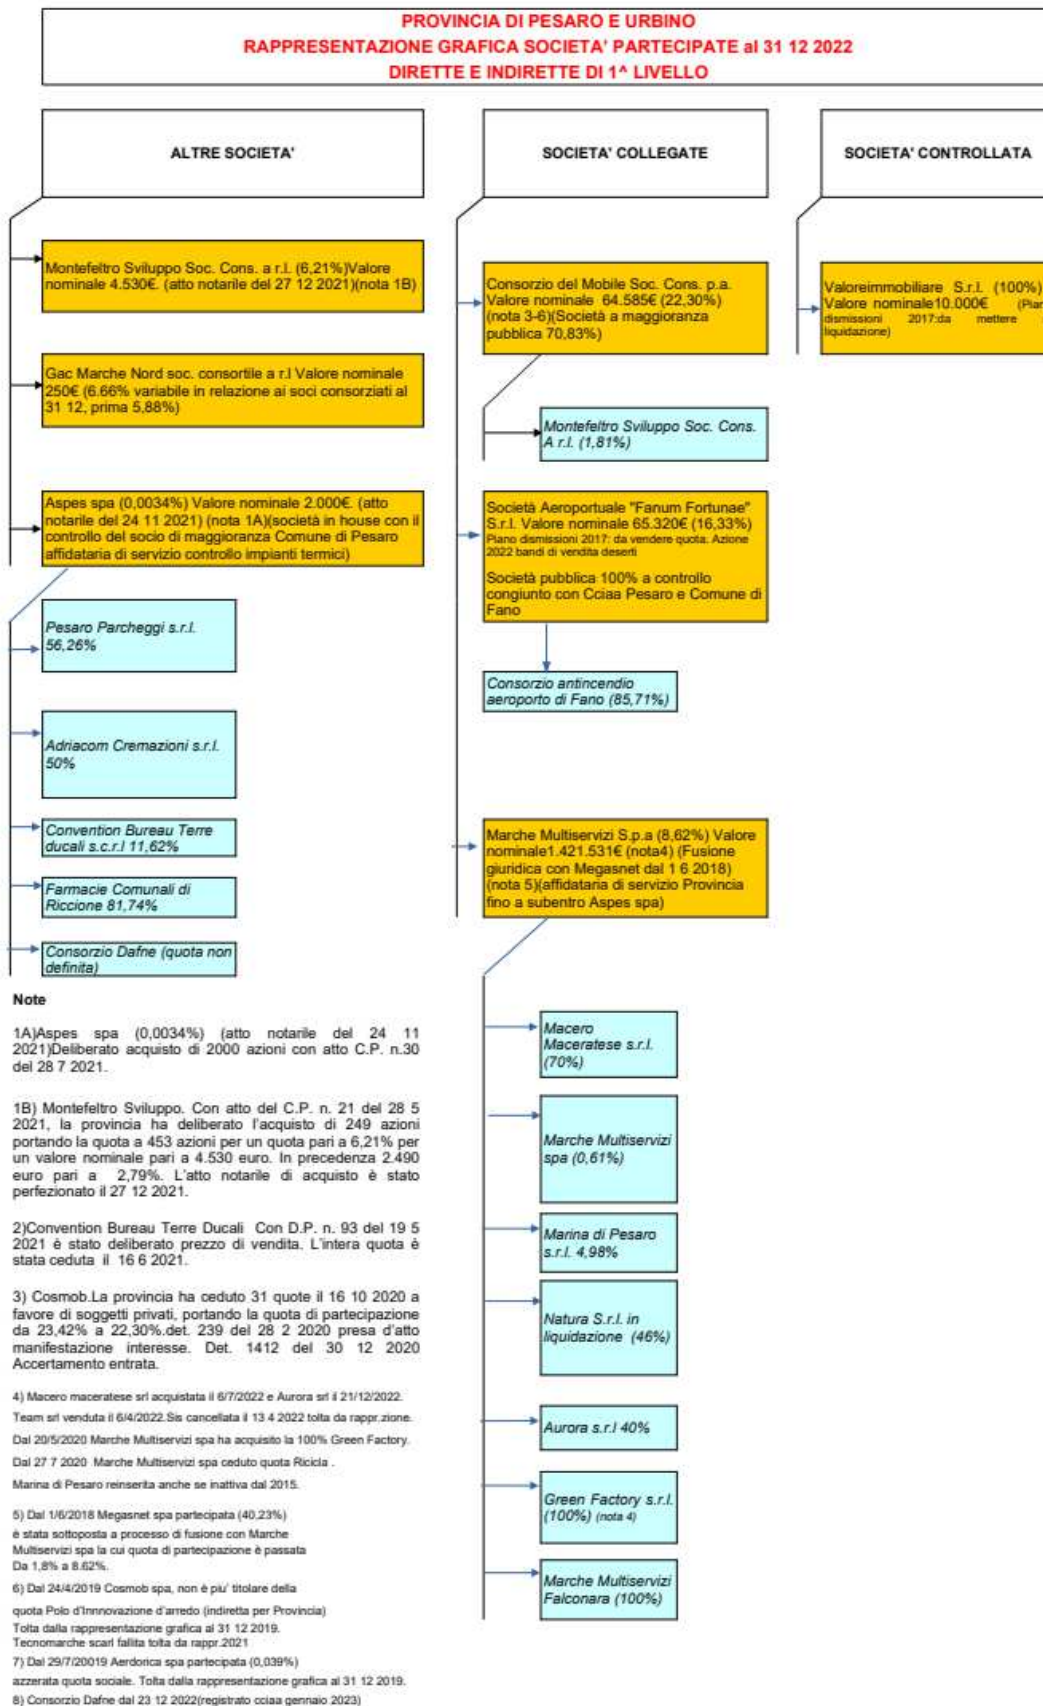 PROVINCIA DI PESARO E URBINO
RAPPRESENTAZIONE GRAFICA SOCIETA' PARTECIPATE al 31 12 2022
DIRETTE E INDIRETTE DI 1^ LIVELLO
ALTRE SOCIETA'
Montefeltro Sviluppo Soc. Cons. a r.l. (6,21%)Valore
nominale 4.530€. (atto notarile del 27 12 2021)(nota 1B)
Gac Marche Nord soc. consortile a r.l Valore nominale
250€ (6.66% variabile in relazione ai soci consorziati al
31 12, prima 5,88%)
Aspes spa (0,0034%) Valore nominale 2.000€. (atto
notarile del 24 11 2021) (nota 1A)(società in house con il
controllo del socio di maggioranza Comune di Pesaro
affidataria di servizio controllo impianti termici)
Pesaro Parcheggi s.r.l.
56,26%
Adriacom Cremazioni s.r.l.
50%
Convention Bureau Terre
ducali s.c.r.l 11,62%
Farmacie Comunali di
Riccione 81,74%
Consorzio Dafne (quota non
definita)
SOCIETA' COLLEGATE
Consorzio del Mobile Soc. Cons. p.a.
Valore nominale 64.585€ (22,30%)
(nota 3-6)(Società a maggioranza
pubblica 70,83%)
Montefeltro Sviluppo Soc. Cons.
A r.l. (1,81%)
Società Aeroportuale "Fanum Fortunae"
S.r.l. Valore nominale 65.320€ (16,33%)
Piano dismissioni 2017: da vendere quota. Azione
2022 bandi di vendita deserti
Società pubblica 100% a controllo
congiunto con Cciaa Pesaro e Comune di
Fano
Consorzio antincendio
aeroporto di Fano (85,71%)
Marche Multiservizi S.p.a (8,62%) Valore
nominale1.421.531€ (nota4) (Fusione
giuridica con Megasnet dal 1 6 2018)
(nota 5)(affidataria di servizio Provincia
fino a subentro Aspes spa)
Macero
Maceratese s.r.l.
(70%)
Marche Multiservizi
spa (0,61%)
Marina di Pesaro
s.r.l. 4,98%
Natura S.r.l. in
liquidazione (46%)
Aurora s.r.l 40%
Green Factory s.r.l.
(100%) (nota 4)
Marche Multiservizi
Falconara (100%)
SOCIETA' CONTROLLATA
Valoreimmobiliare S.r.l. (100%)
Valore nominale10.000€ (Pian
dismissioni 2017:da mettere
liquidazione)
Note
1A)Aspes spa (0,0034%) (atto notarile del 24 11
2021)Deliberato acquisto di 2000 azioni con atto C.P. n.30
del 28 7 2021.
1B) Montefeltro Sviluppo. Con atto del C.P. n. 21 del 28 5
2021, la provincia ha deliberato l'acquisto di 249 azioni
portando la quota a 453 azioni per un quota pari a 6,21% per
un valore nominale pari a 4.530 euro. In precedenza 2.490
euro pari a 2,79%. L'atto notarile di acquisto è stato
perfezionato il 27 12 2021.
2)Convention Bureau Terre Ducali Con D.P. n. 93 del 19 5
2021 è stato deliberato prezzo di vendita. L'intera quota è
stata ceduta il 16 6 2021.
3) Cosmob.La provincia ha ceduto 31 quote il 16 10 2020 a
favore di soggetti privati, portando la quota di partecipazione
da 23,42% a 22,30%.det. 239 del 28 2 2020 presa d'atto
manifestazione interesse. Det. 1412 del 30 12 2020
Accertamento entrata.
4) Macero maceratese srl acquistata il 6/7/2022 e Aurora srl il 21/12/2022.
Team srl venduta il 6/4/2022.Sis cancellata il 13 4 2022 tolta da rappr.zione.
Dal 20/5/2020 Marche Multiservizi spa ha acquisito la 100% Green Factory.
Dal 27 7 2020 Marche Multiservizi spa ceduto quota Ricicla .
Marina di Pesaro reinserita anche se inattiva dal 2015.
5) Dal 1/6/2018 Megasnet spa partecipata (40,23%)
è stata sottoposta a processo di fusione con Marche
Multiservizi spa la cui quota di partecipazione è passata
Da 1,8% a 8.62%.
6) Dal 24/4/2019 Cosmob spa, non è piu' titolare della
quota Polo d'Innnovazione d'arredo (indiretta per Provincia)
Tolta dalla rappresentazione grafica al 31 12 2019.
Tecnomarche scarl fallita tolta da rappr.2021
7) Dal 29/7/20019 Aerdorica spa partecipata (0,039%)
azzerata quota sociale. Tolta dalla rappresentazione grafica al 31 12 2019.
8) Consorzio Dafne dal 23 12 2022(registrato cciaa gennaio 2023)